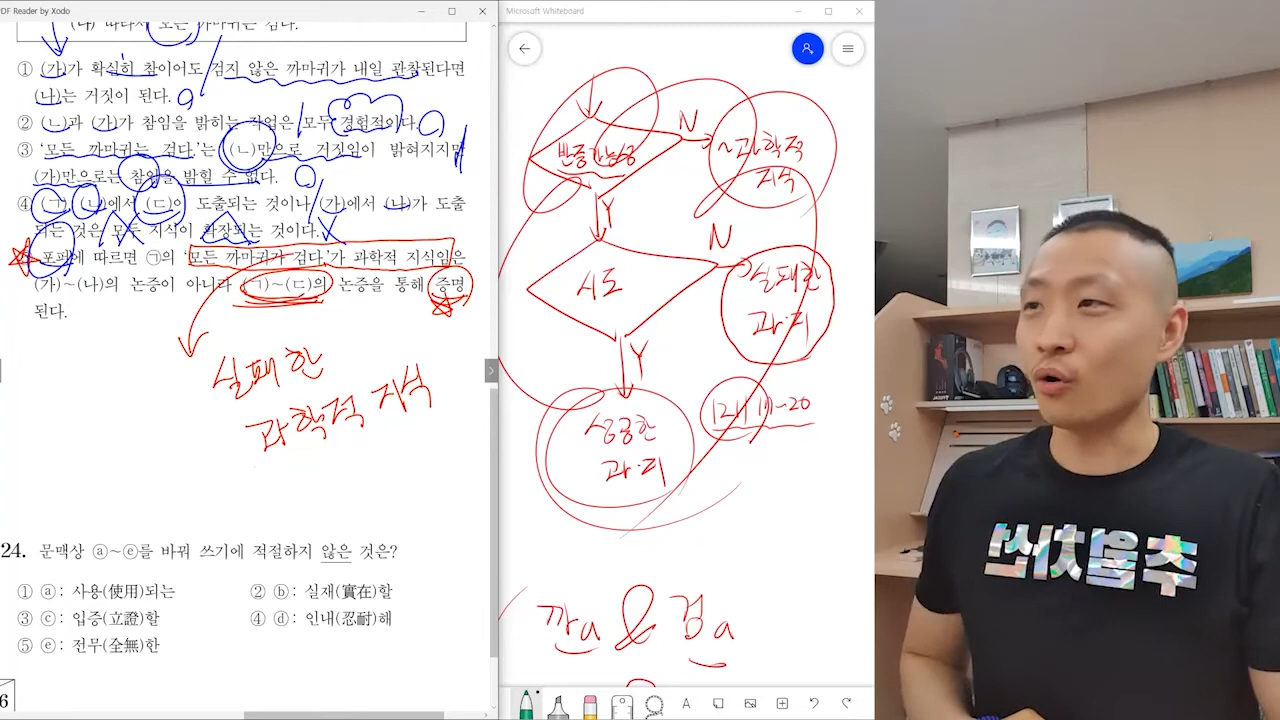 PDF Reader by Xodo
Microsoft Whiteboard
(나) 따라서 모든 까마귀는 검다.
① (가)가 확실히 참이어도 검지 않은 까마귀가 내일 관찰된다면
(나)는 거짓이 된다.
② (ㄴ)과 (가)가 참임을 밝히는 작업은 모두 경험적이다.
③ '모든 까마귀는 검다.'는 (ㄴ)만으로 거짓임이 밝혀지지만
(가)만으로는 참임을 밝힐 수 없다.
④ (ㄱ), (ㄴ)에서 (ㄷ)이 도출되는 것이나 (가)에서 (나)가 도출
되는 것은 모두 지식이 확장되는 것이다.
포퍼에 따르면 ㉠의 '모든 까마귀가 검다.'가 과학적 지식임은
(가)~(나)의 논증이 아니라 (ㄱ)~(ㄷ)의 논증을 통해 증명
된다.
실패한
과학적 지식
24. 문맥상 ⓐ~ⓔ를 바꿔 쓰기에 적절하지 않은 것은?
① ⓐ: 사용(使用)되는 ② ⓑ: 실재(實在)할
③ ⓒ: 입증(立證)할 ④ ⓓ: 인내(忍耐)해
⑤ ⓔ: 전무(全無)한
6
반증가능성
N
~과학적
지식
Y
시도
N
실패한
과·지
Y
성공한
과·지
12
11~20
깐a & 검a
추월차선